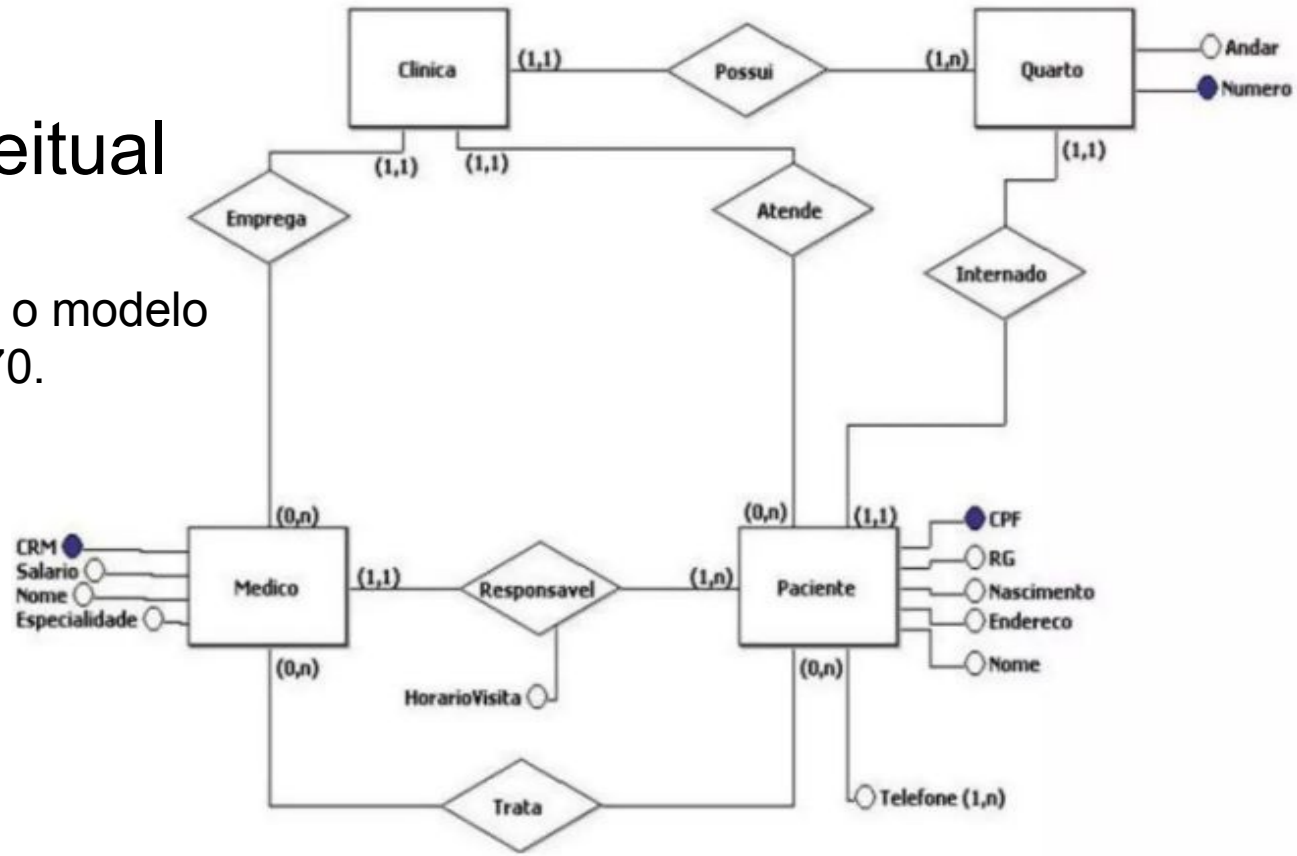 eitual
o modelo
70.
Clinica
(1,1)
Possui
(1,n)
Quarto
Andar
Numero
(1,1)
(1,1)
(1,1)
Emprega
Atende
Internado
(0,n)
(0,n)
(1,1)
CRM
Salario
Nome
Especialidade
Medico
(1,1)
Responsavel
(1,n)
Paciente
CPF
RG
Nascimento
Endereco
Nome
(0,n)
HorarioVisita
(0,n)
Trata
Telefone (1,n)